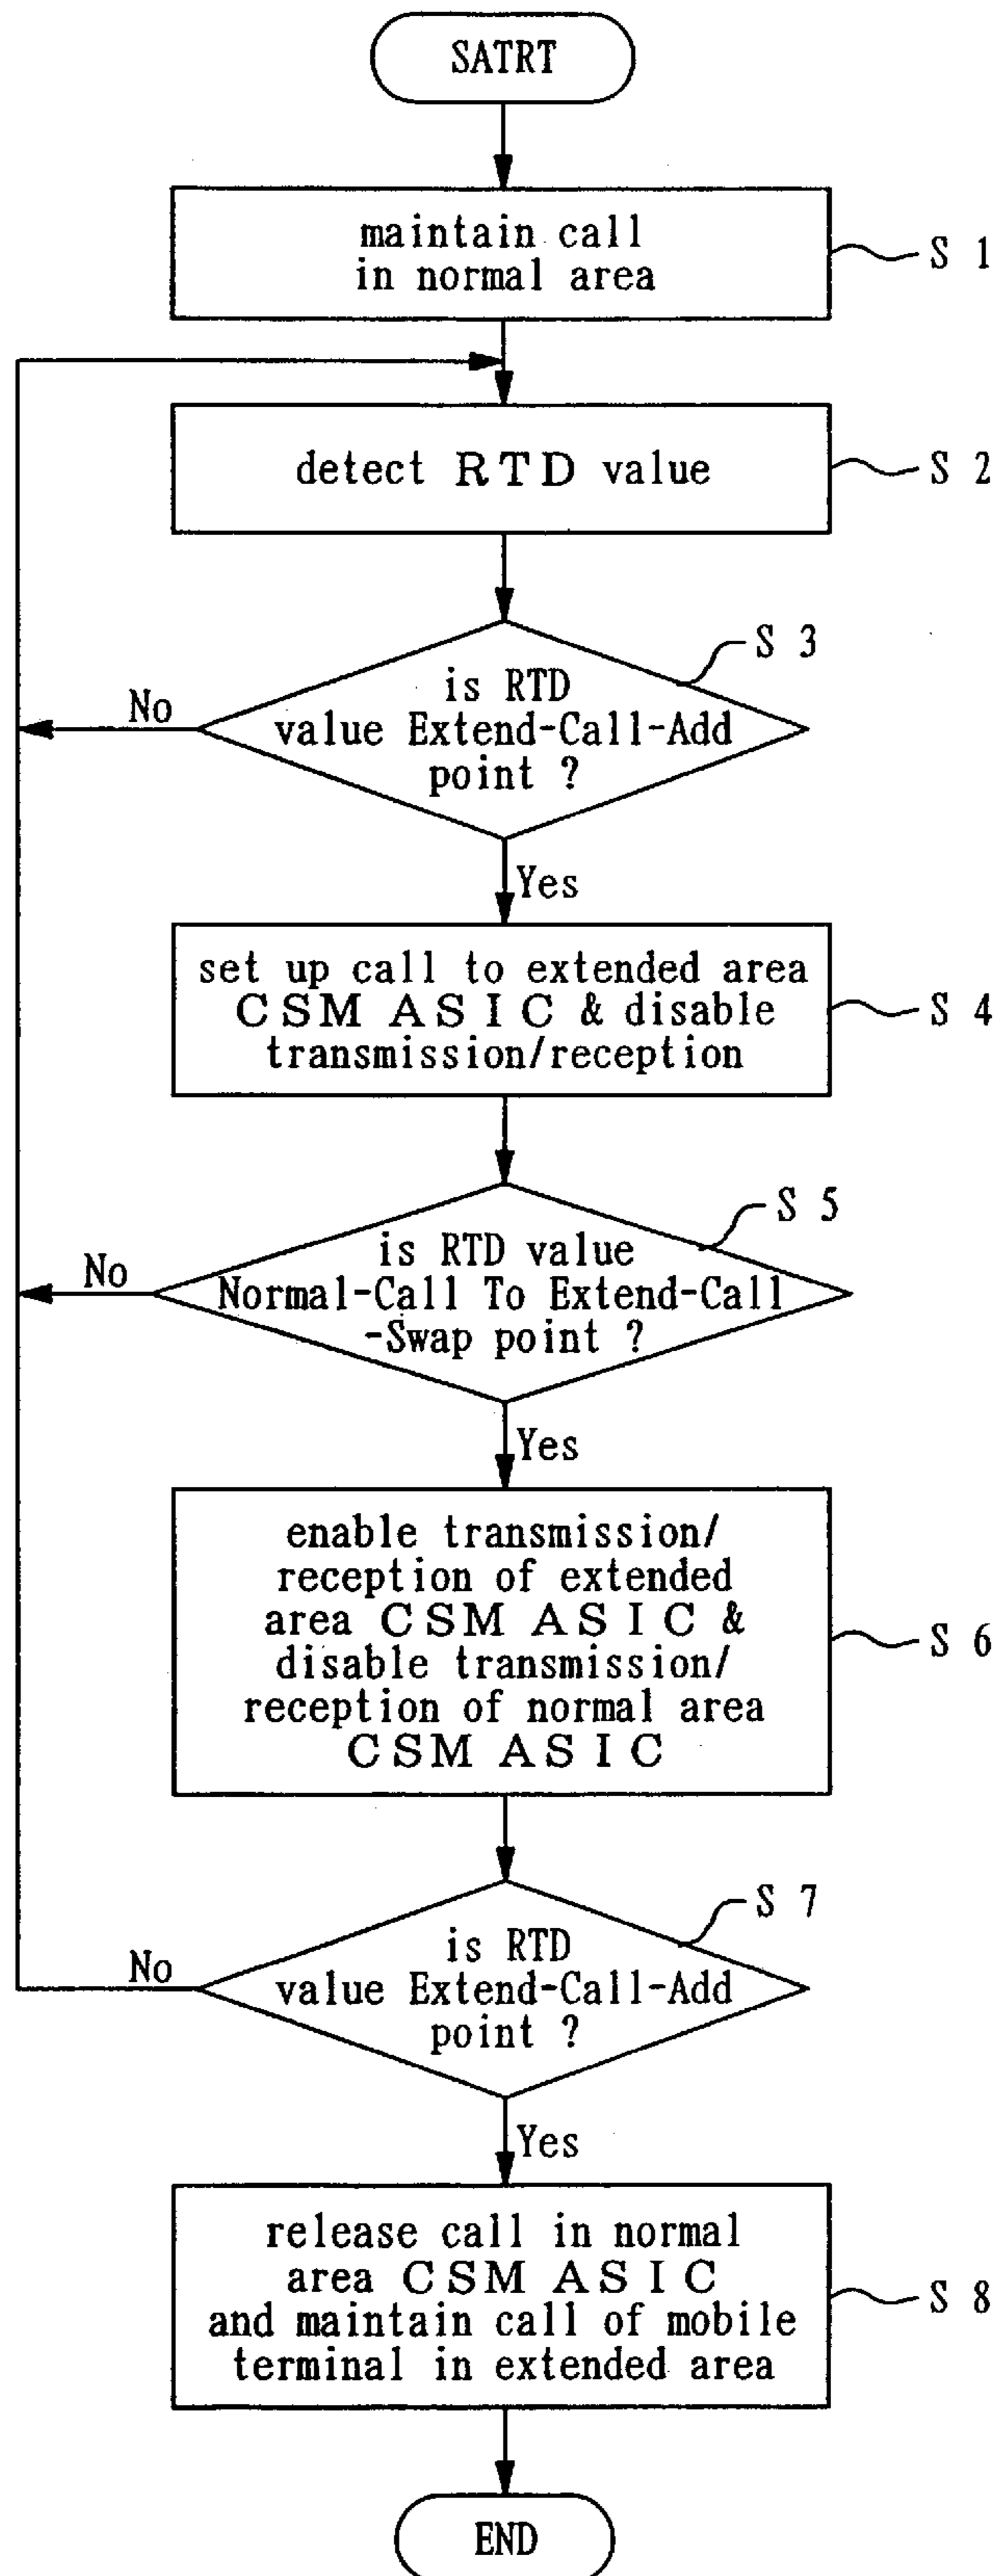 SATRT
maintain call
in normal area
S 1
detect RTD value
S 2
S 3
is RTD
value Extend-Call-Add
point ?
No
Yes
set up call to extended area
CSM ASIC & disable
transmission/reception
S 4
S 5
is RTD value
Normal-Call To Extend-Call
-Swap point ?
No
Yes
enable transmission/
reception of extended
area CSM ASIC &
disable transmission/
reception of normal area
CSM ASIC
S 6
S 7
is RTD
value Extend-Call-Add
point ?
No
Yes
release call in normal
area CSM ASIC
and maintain call of mobile
terminal in extended area
S 8
END